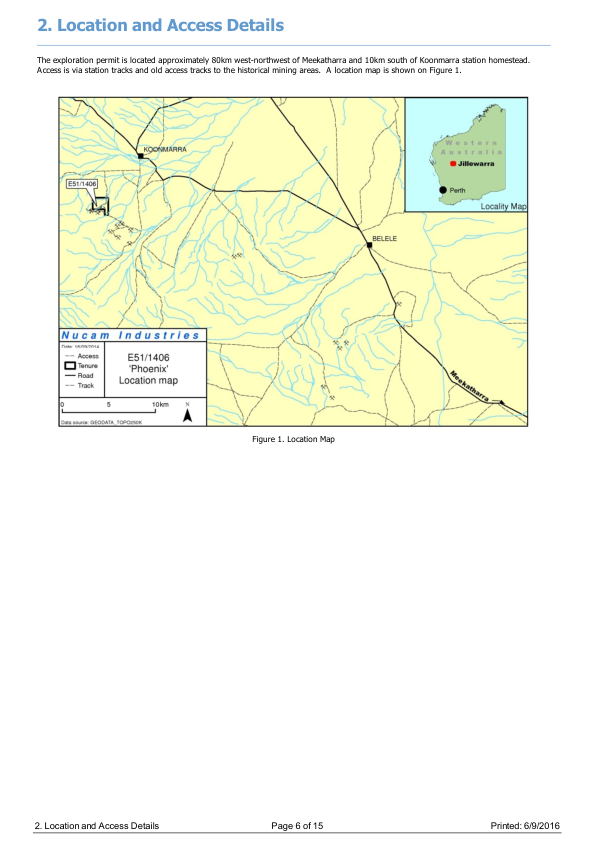 2. Location and Access Details
The exploration permit is located approximately 80km west-northwest of Meekatharra and 10km south of Koonmarra station homestead.
Access is via station tracks and old access tracks to the historical mining areas.  A location map is shown on Figure 1.
KOONMARRA
E51/1406
BELELE
Meekatharra
Western
Australia
Jillewarra
Perth
Locality Map
Nucam Industries
Access
Tenure
Road
Track
E51/1406
'Phoenix'
Location map
0 5 10km
N
Data source: GEODATA_TOPO250K
Figure 1. Location Map
2. Location and Access Details Page 6 of 15 Printed: 6/9/2016